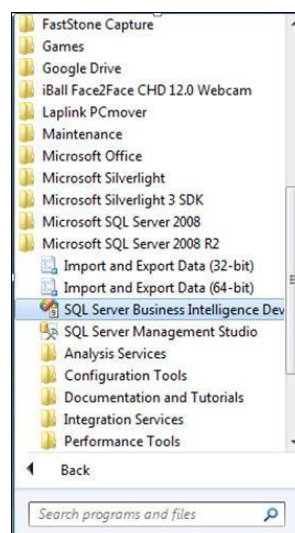 FastStone Capture
Games
Google Drive
iBall Face2Face CHD 12.0 Webcam
Laplink PCmover
Maintenance
Microsoft Office
Microsoft Silverlight
Microsoft Silverlight 3 SDK
Microsoft SQL Server 2008
Microsoft SQL Server 2008 R2
Import and Export Data (32-bit)
Import and Export Data (64-bit)
SQL Server Business Intelligence Dev
SQL Server Management Studio
Analysis Services
Configuration Tools
Documentation and Tutorials
Integration Services
Performance Tools
Back
Search programs and files